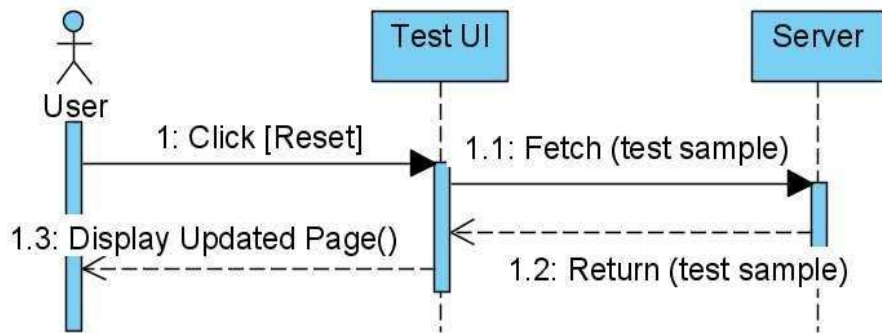 Test UI
Server
User
1: Click [Reset]
1.1: Fetch (test sample)
1.3: Display Updated Page()
1.2: Return (test sample)